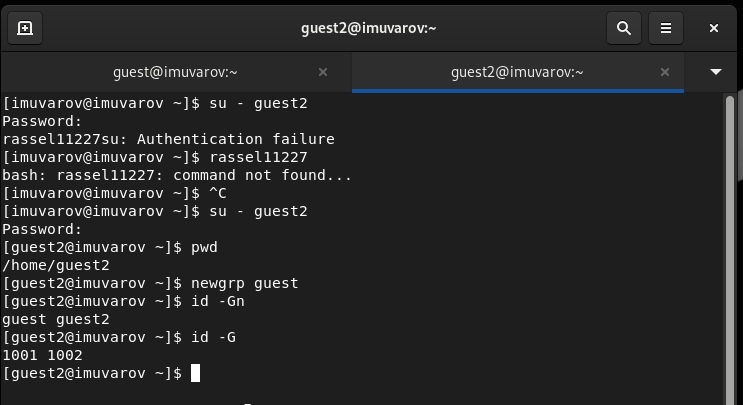 guest2@imuvarov:~
guest@imuvarov:~
guest2@imuvarov:~
[imuvarov@imuvarov ~]$ su - guest2
Password:
rassel11227su: Authentication failure
[imuvarov@imuvarov ~]$ rassel11227
bash: rassel11227: command not found...
[imuvarov@imuvarov ~]$ ^C
[imuvarov@imuvarov ~]$ su - guest2
Password:
[guest2@imuvarov ~]$ pwd
/home/guest2
[guest2@imuvarov ~]$ newgrp guest
[guest2@imuvarov ~]$ id -Gn
guest guest2
[guest2@imuvarov ~]$ id -G
1001 1002
[guest2@imuvarov ~]$